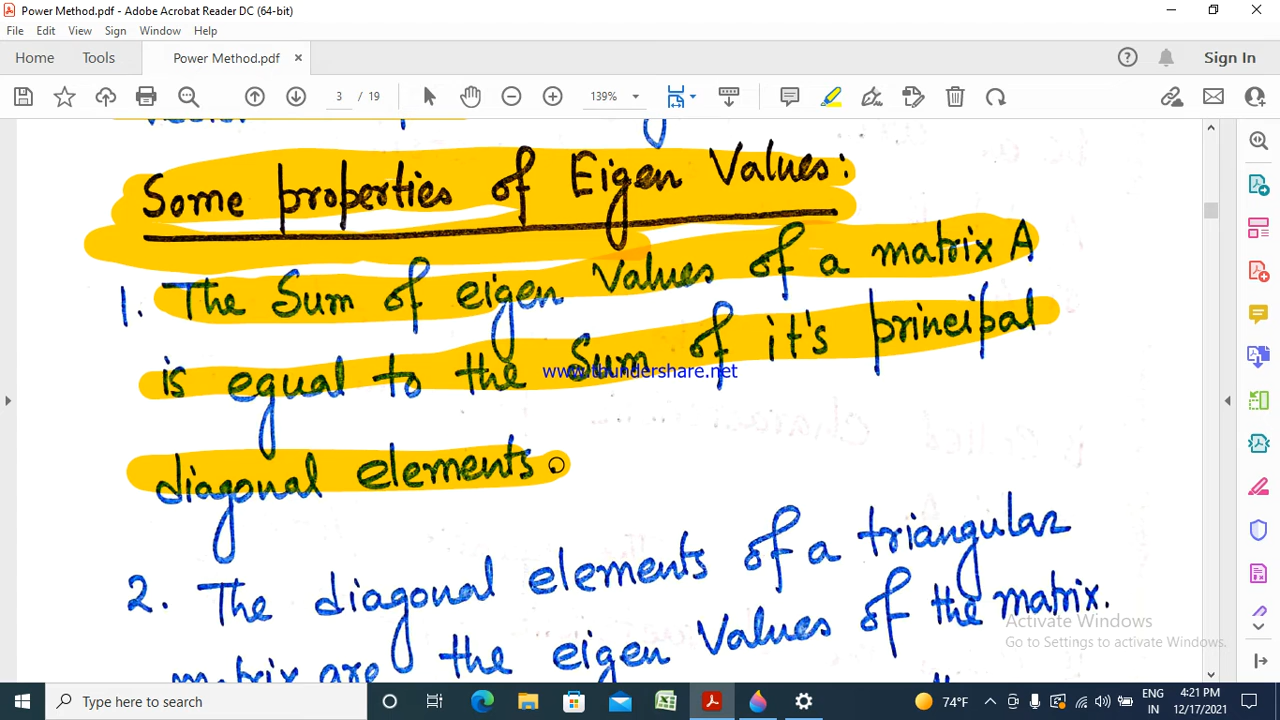 Power Method.pdf - Adobe Acrobat Reader DC (64-bit)
File Edit View Sign Window Help
Home Tools Power Method.pdf × Sign In
3 / 19 139%
Some properties of Eigen Values:
1. The Sum of eigen Values of a matrix A
is equal to the Sum of it's principal
www.thundershare.net
diagonal elements.
2. The diagonal elements of a triangular
matrix are the eigen Values of the matrix.
Activate Windows
Go to Settings to activate Windows.
Type here to search
74°F ENG 4:21 PM
IN 12/17/2021